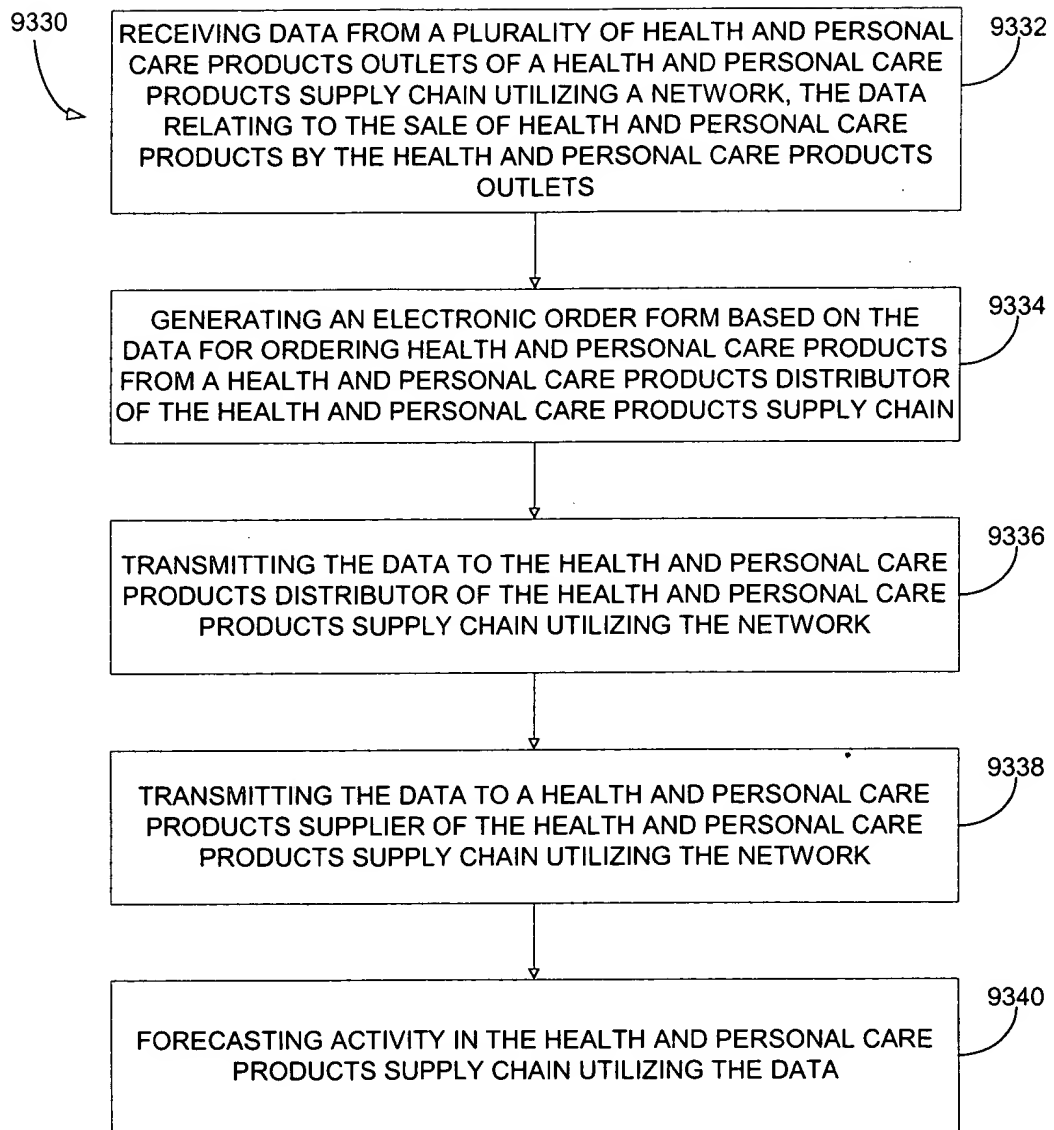 9330
RECEIVING DATA FROM A PLURALITY OF HEALTH AND PERSONAL
CARE PRODUCTS OUTLETS OF A HEALTH AND PERSONAL CARE
PRODUCTS SUPPLY CHAIN UTILIZING A NETWORK, THE DATA
RELATING TO THE SALE OF HEALTH AND PERSONAL CARE
PRODUCTS BY THE HEALTH AND PERSONAL CARE PRODUCTS
OUTLETS
9332
GENERATING AN ELECTRONIC ORDER FORM BASED ON THE
DATA FOR ORDERING HEALTH AND PERSONAL CARE PRODUCTS
FROM A HEALTH AND PERSONAL CARE PRODUCTS DISTRIBUTOR
OF THE HEALTH AND PERSONAL CARE PRODUCTS SUPPLY CHAIN
9334
TRANSMITTING THE DATA TO THE HEALTH AND PERSONAL CARE
PRODUCTS DISTRIBUTOR OF THE HEALTH AND PERSONAL CARE
PRODUCTS SUPPLY CHAIN UTILIZING THE NETWORK
9336
TRANSMITTING THE DATA TO A HEALTH AND PERSONAL CARE
PRODUCTS SUPPLIER OF THE HEALTH AND PERSONAL CARE
PRODUCTS SUPPLY CHAIN UTILIZING THE NETWORK
9338
FORECASTING ACTIVITY IN THE HEALTH AND PERSONAL CARE
PRODUCTS SUPPLY CHAIN UTILIZING THE DATA
9340